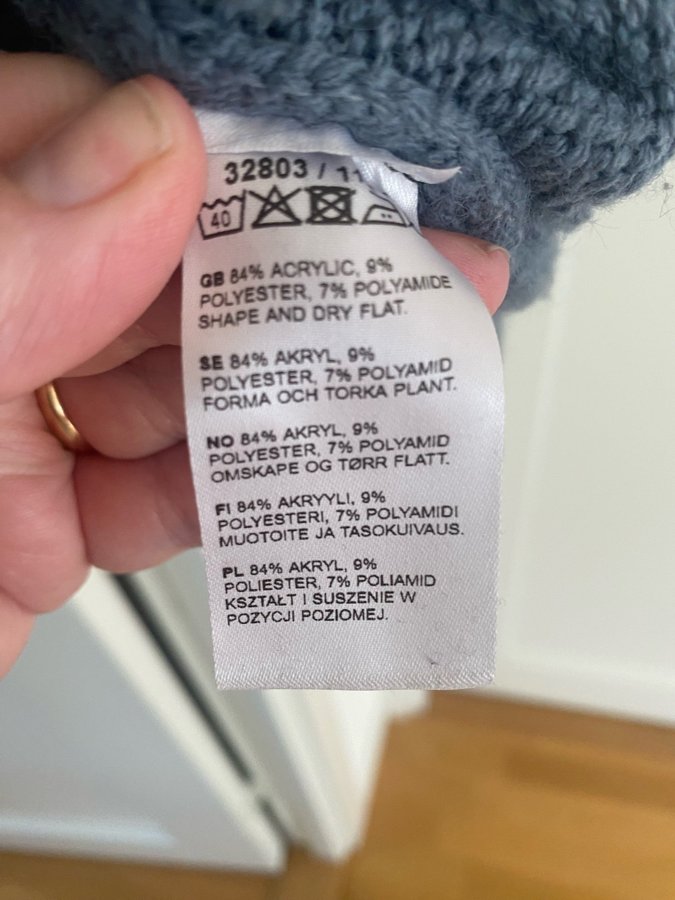 32803 / 11
40
GB 84% ACRYLIC, 9%
POLYESTER, 7% POLYAMIDE
SHAPE AND DRY FLAT.
SE 84% AKRYL, 9%
POLYESTER, 7% POLYAMID
FORMA OCH TORKA PLANT.
NO 84% AKRYL, 9%
POLYESTER, 7% POLYAMID
OMSKAPE OG TØRR FLATT.
FI 84% AKRYYLI, 9%
POLYESTERI, 7% POLYAMIDI
MUOTOITE JA TASOKUIVAUS.
PL 84% AKRYL, 9%
POLIESTER, 7% POLIAMID
KSZTAŁT I SUSZENIE W
POZYCJI POZIOMEJ.